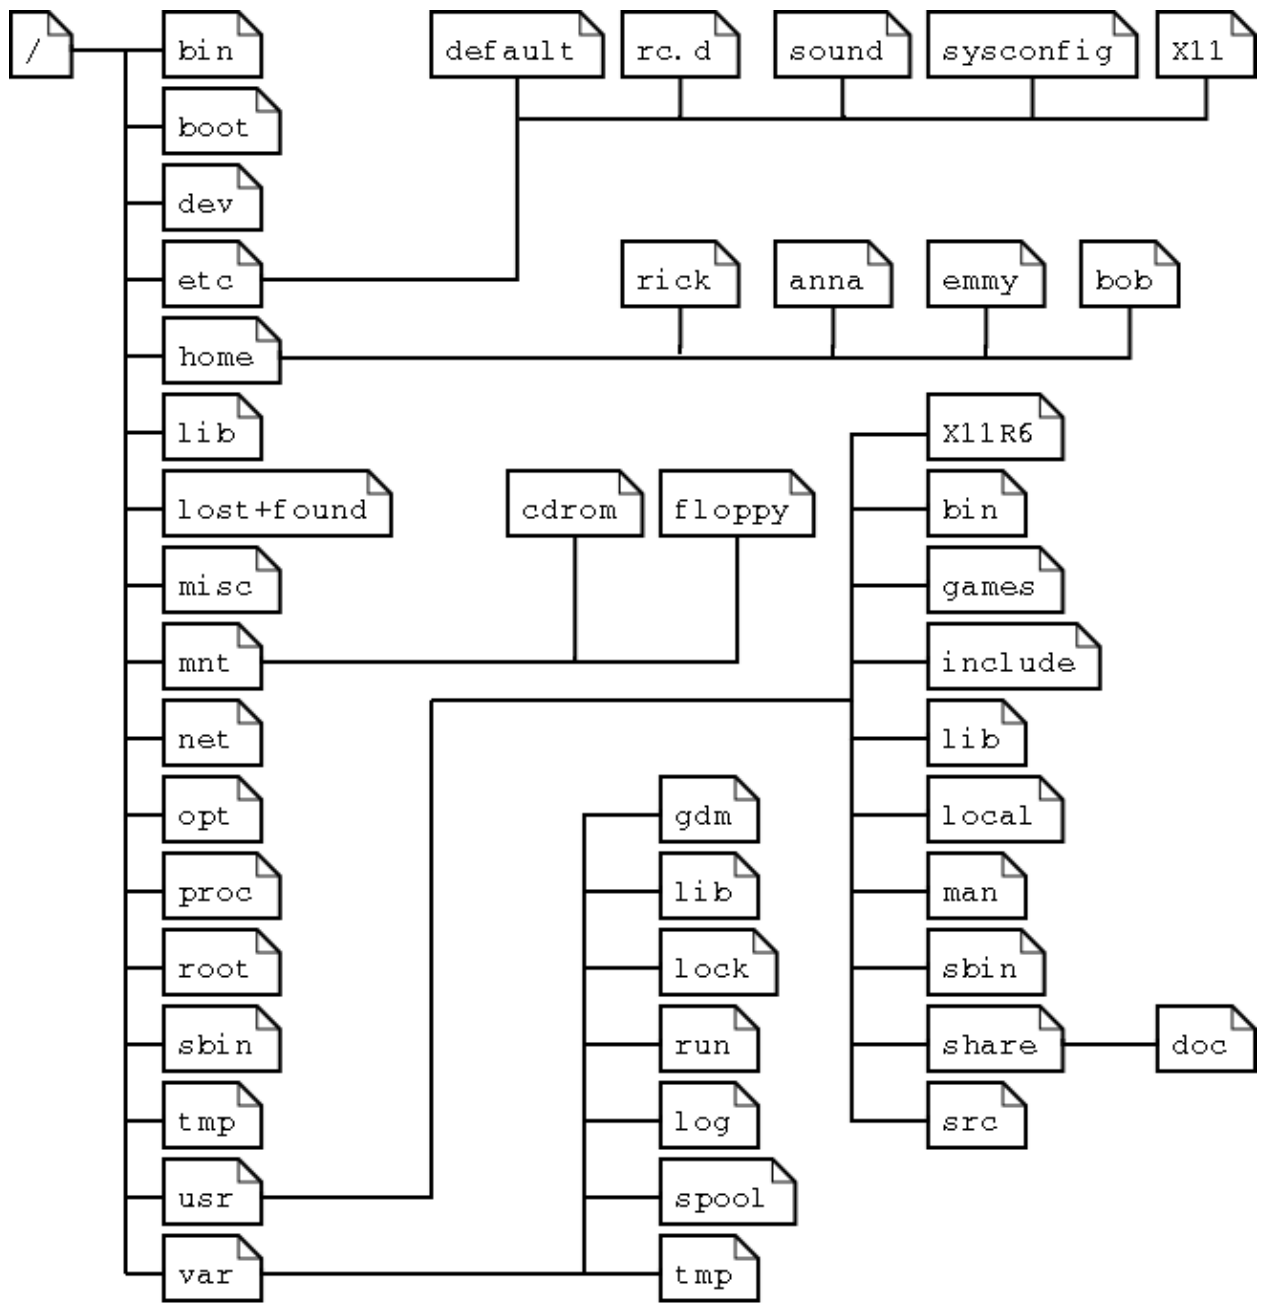 / bin default rc.d sound sysconfig X11
boot
dev
etc rick anna emmy bob
home
lib X11R6
lost+found cdrom floppy bin
misc games
mnt include
net lib
opt gdm local
proc lib man
root lock sbin
sbin run share doc
tmp log src
usr spool
var tmp